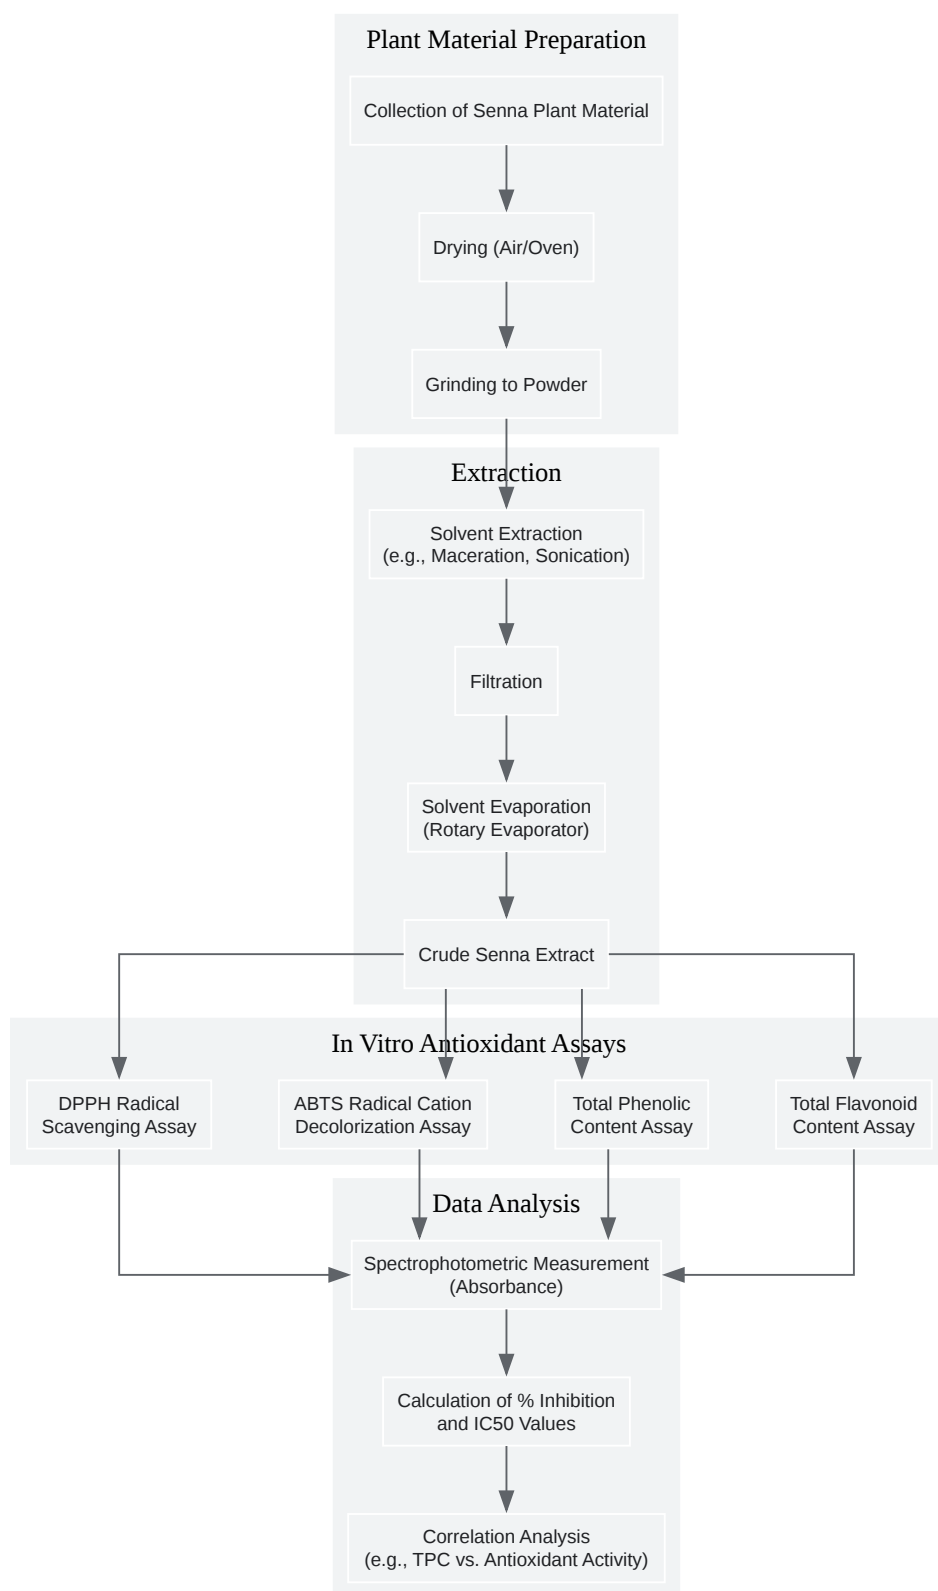 Plant Material Preparation
Collection of Senna Plant Material
Drying (Air/Oven)
Grinding to Powder
Extraction
Solvent Extraction
(e.g., Maceration, Sonication)
Filtration
Solvent Evaporation
(Rotary Evaporator)
Crude Senna Extract
In Vitro Antioxidant Assays
DPPH Radical
Scavenging Assay
ABTS Radical Cation
Decolorization Assay
Total Phenolic
Content Assay
Total Flavonoid
Content Assay
Data Analysis
Spectrophotometric Measurement
(Absorbance)
Calculation of % Inhibition
and IC50 Values
Correlation Analysis
(e.g., TPC vs. Antioxidant Activity)